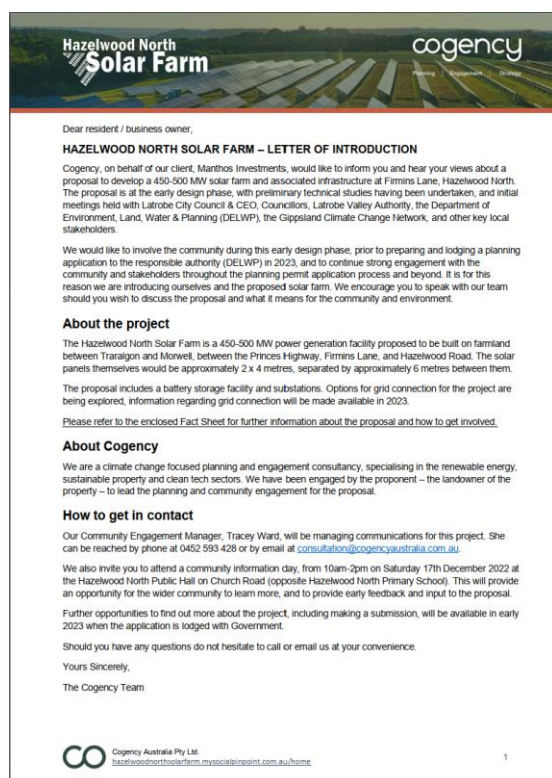 Hazelwood North
Solar Farm
cogency
Planning | Engagement | Strategy
Dear resident / business owner,
HAZELWOOD NORTH SOLAR FARM – LETTER OF INTRODUCTION
Cogency, on behalf of our client, Manthos Investments, would like to inform you and hear your views about a
proposal to develop a 450-500 MW solar farm and associated infrastructure at Firmins Lane, Hazelwood North.
The proposal is at the early design phase, with preliminary technical studies having been undertaken, and initial
meetings held with Latrobe City Council & CEO, Councillors, Latrobe Valley Authority, the Department of
Environment, Land, Water & Planning (DELWP), the Gippsland Climate Change Network, and other key local
stakeholders.
We would like to involve the community during this early design phase, prior to preparing and lodging a planning
application to the responsible authority (DELWP) in 2023, and to continue strong engagement with the
community and stakeholders throughout the planning permit application process and beyond. It is for this
reason we are introducing ourselves and the proposed solar farm. We encourage you to speak with our team
should you wish to discuss the proposal and what it means for the community and environment.
About the project
The Hazelwood North Solar Farm is a 450-500 MW power generation facility proposed to be built on farmland
between Traralgon and Morwell, between the Princes Highway, Firmins Lane, and Hazelwood Road. The solar
panels themselves would be approximately 2 x 4 metres, separated by approximately 6 metres between them.
The proposal includes a battery storage facility and substations. Options for grid connection for the project are
being explored, information regarding grid connection will be made available in 2023.
Please refer to the enclosed Fact Sheet for further information about the proposal and how to get involved.
About Cogency
We are a climate change focused planning and engagement consultancy, specialising in the renewable energy,
sustainable property and clean tech sectors. We have been engaged by the proponent – the landowner of the
property – to lead the planning and community engagement for the proposal.
How to get in contact
Our Community Engagement Manager, Tracey Ward, will be managing communications for this project. She
can be reached by phone at 0452 593 428 or by email at consultation@cogencyaustralia.com.au.
We also invite you to attend a community information day, from 10am-2pm on Saturday 17th December 2022 at
the Hazelwood North Public Hall on Church Road (opposite Hazelwood North Primary School). This will provide
an opportunity for the wider community to learn more, and to provide early feedback and input to the proposal.
Further opportunities to find out more about the project, including making a submission, will be available in early
2023 when the application is lodged with Government.
Should you have any questions do not hesitate to call or email us at your convenience.
Yours Sincerely,
The Cogency Team
CO
Cogency Australia Pty Ltd.
hazelwoodnorthsolarfarm.mysocialpinpoint.com.au/home
1